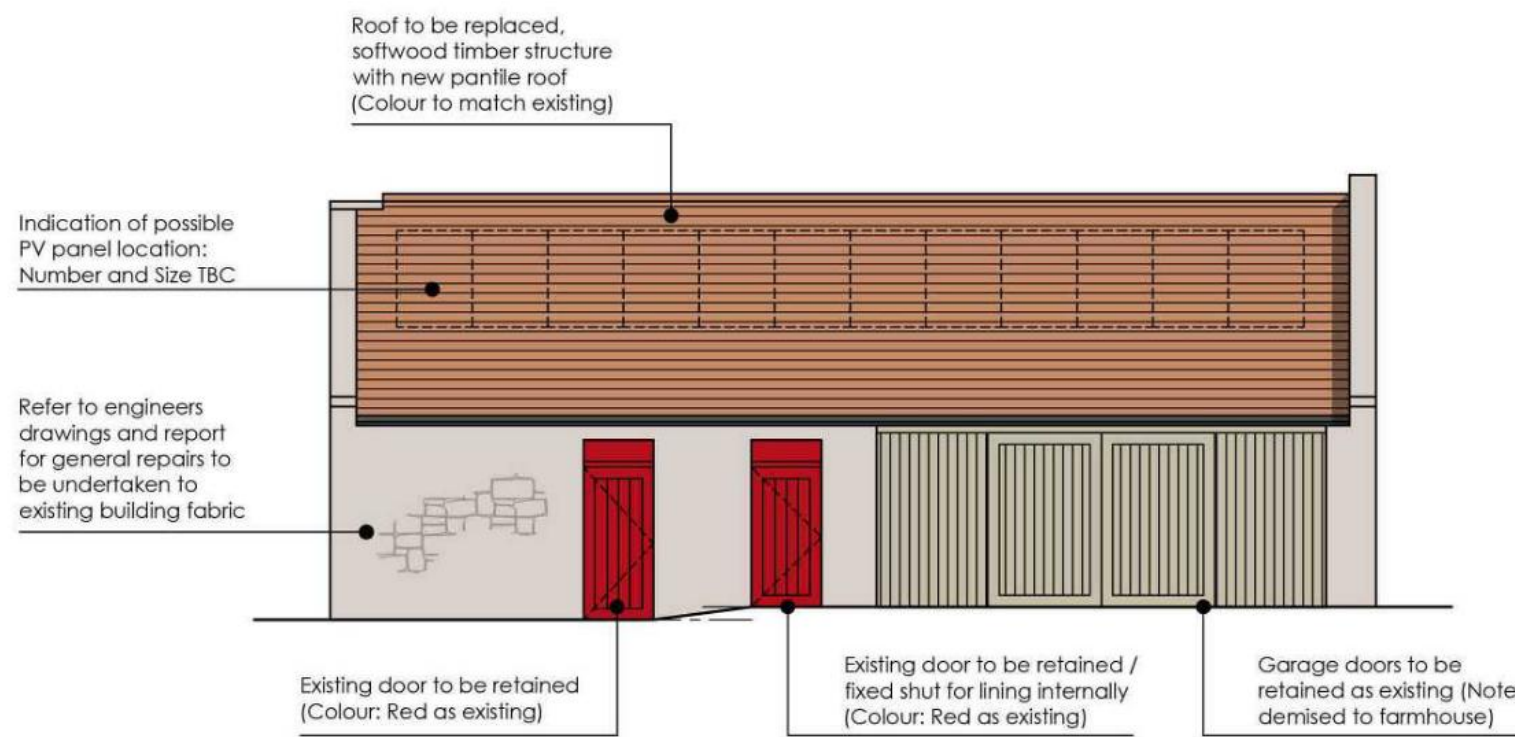 Roof to be replaced,
softwood timber structure
with new pantile roof
(Colour to match existing)
Indication of possible
PV panel location:
Number and Size TBC
Refer to engineers
drawings and report
for general repairs to
be undertaken to
existing building fabric
Existing door to be retained
(Colour: Red as existing)
Existing door to be retained /
fixed shut for lining internally
(Colour: Red as existing)
Garage doors to be
retained as existing (Note
demised to farmhouse)